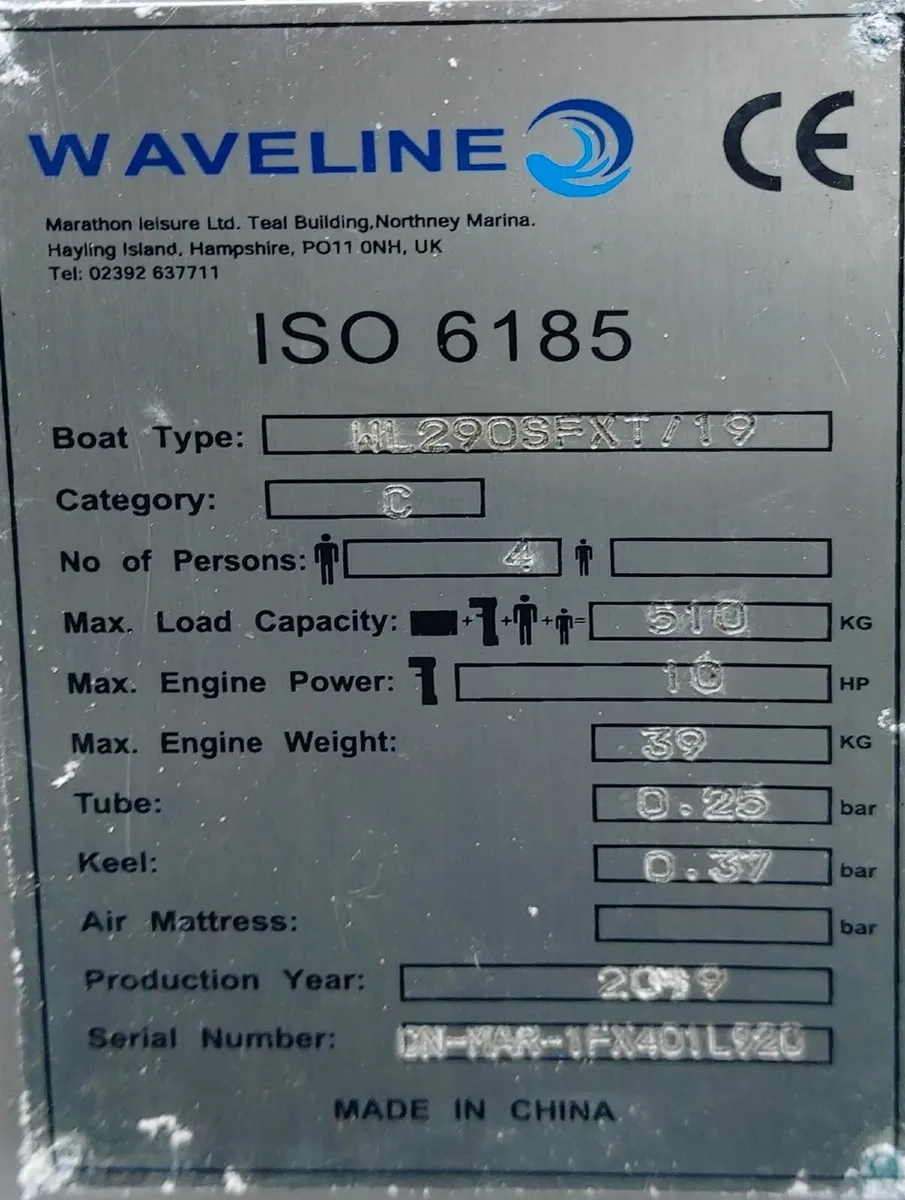 WAVELINE CE
Marathon leisure Ltd. Teal Building,Northney Marina.
Hayling Island, Hampshire, PO11 0NH, UK
Tel: 02392 637711
ISO 6185
Boat Type: WL290SFXT/19
Category: C
No of Persons: 4
Max. Load Capacity: + + + = 510 KG
Max. Engine Power: 10 HP
Max. Engine Weight: 39 KG
Tube: 0.25 bar
Keel: 0.37 bar
Air Mattress: bar
Production Year:
Serial Number: CN-MAR-1FX401L920
MADE IN CHINA